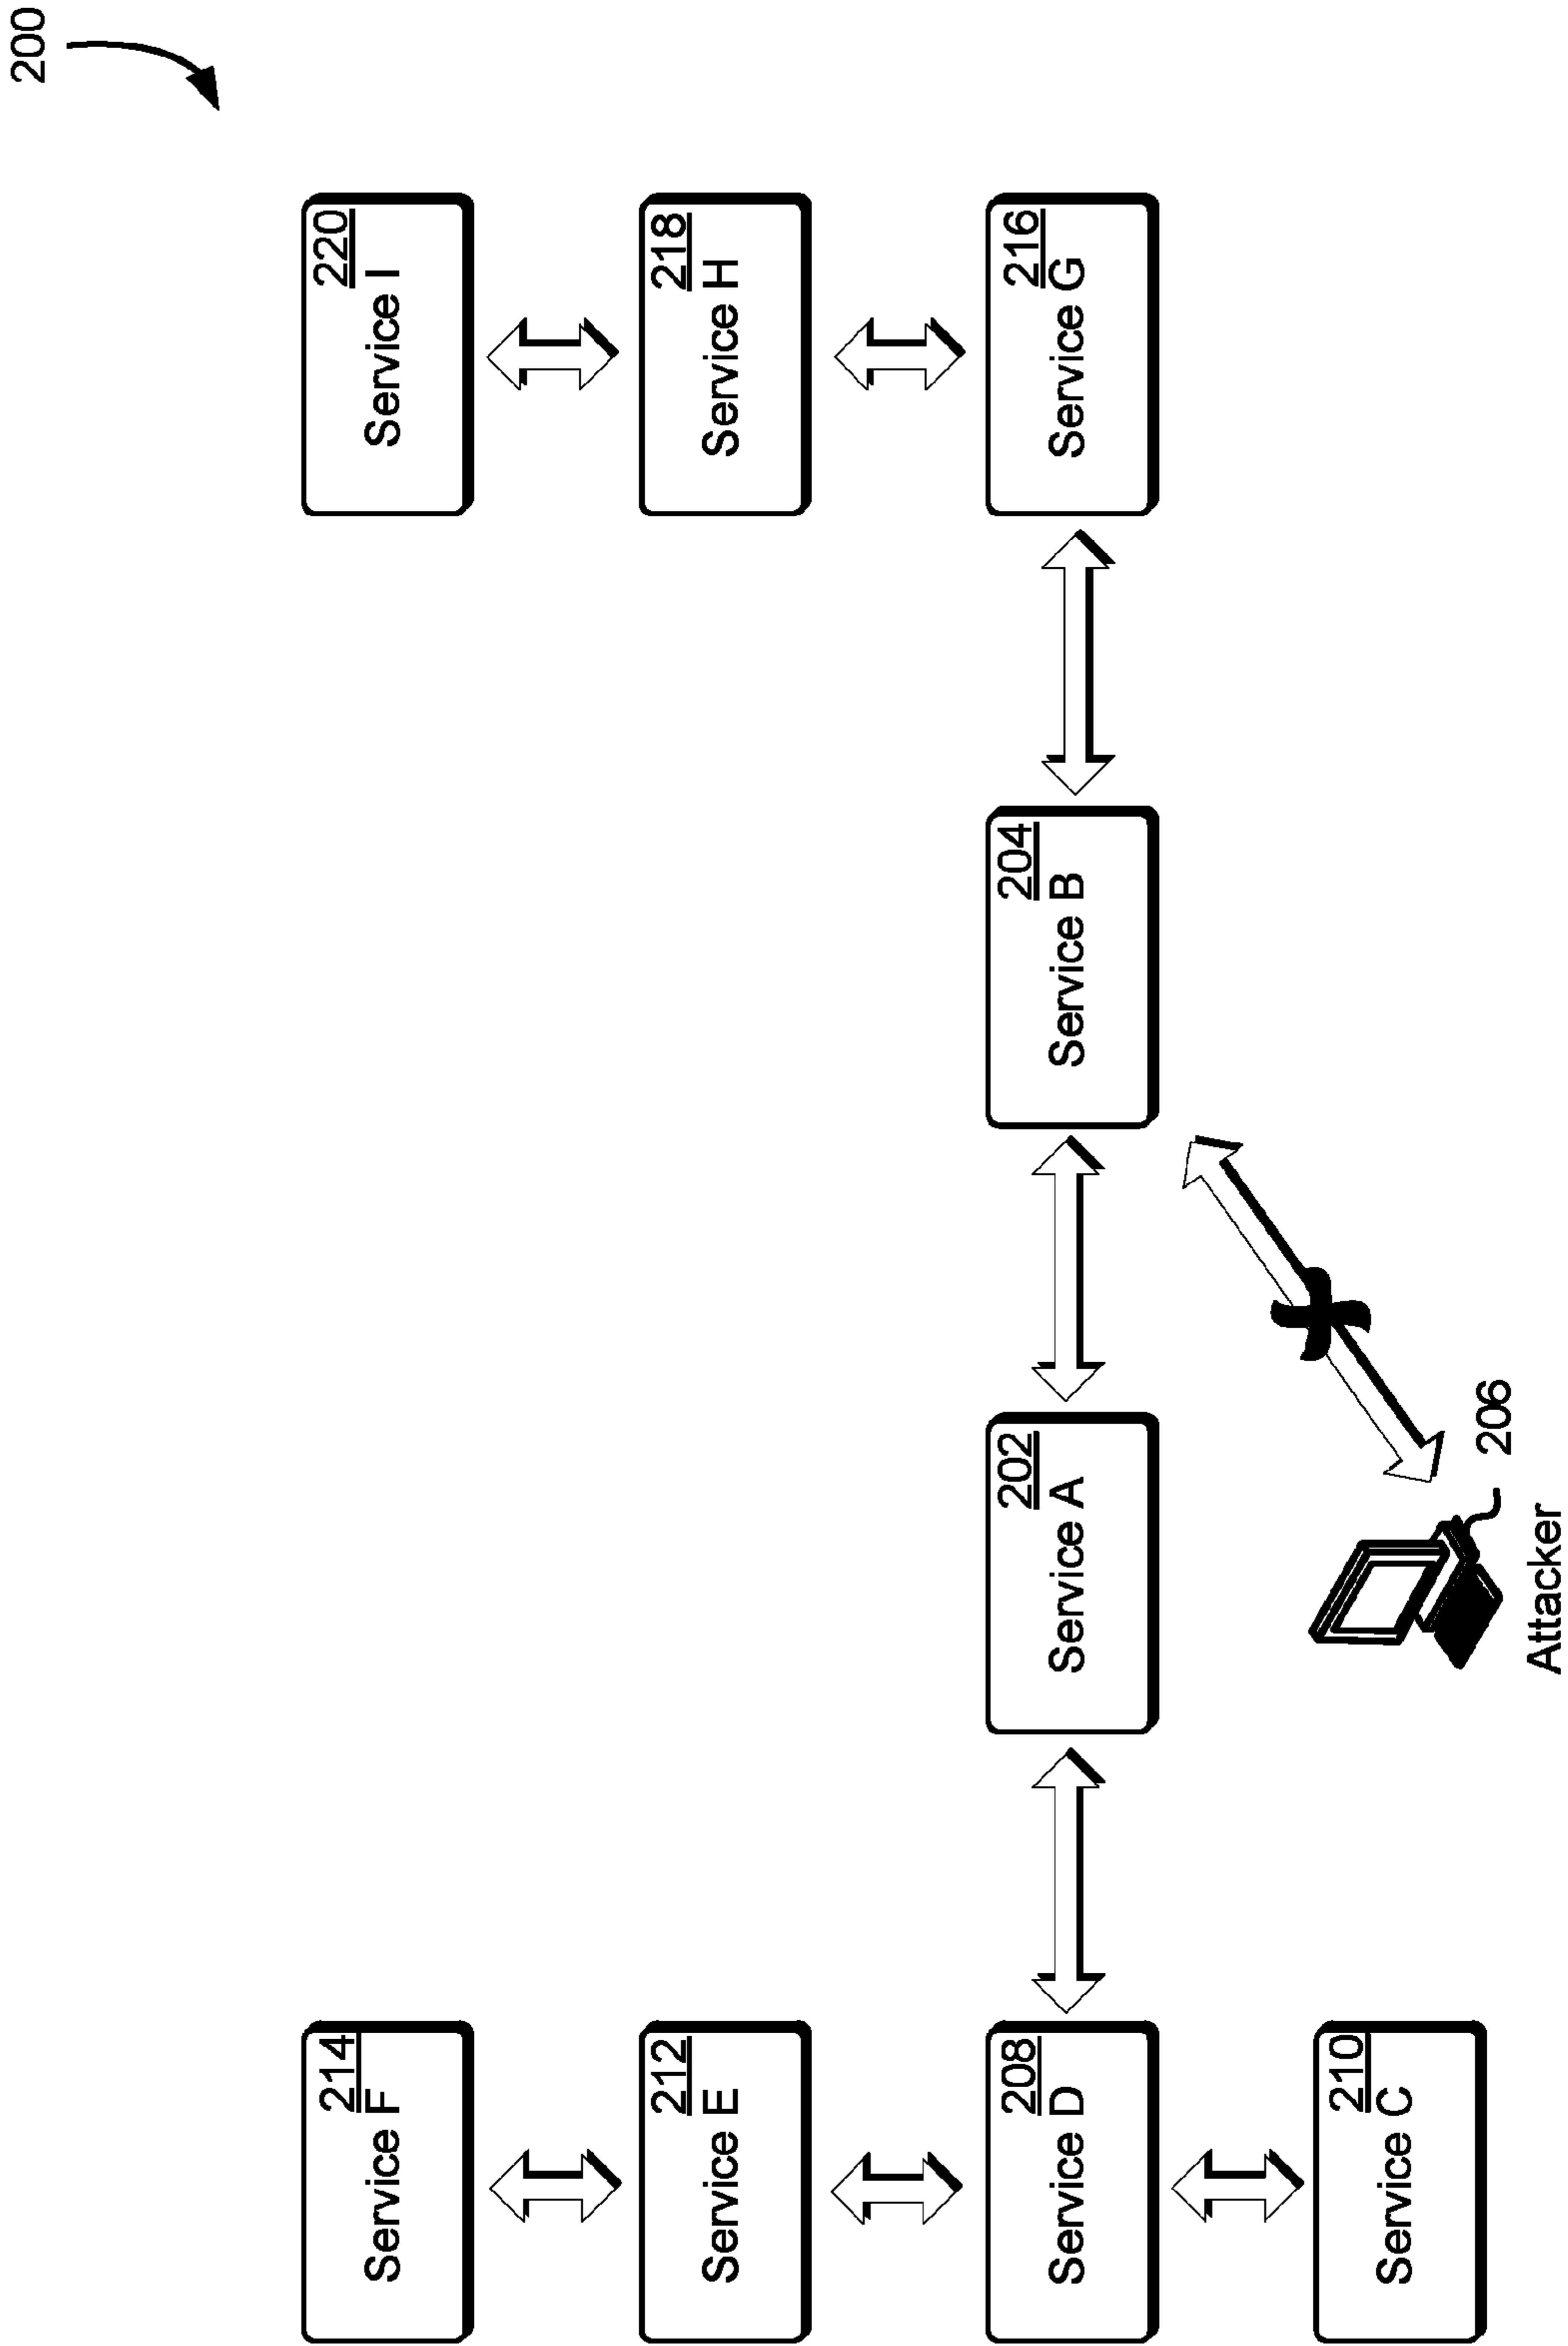 200
214
Service F
212
Service E
208
Service D
210
Service C
202
Service A
204
Service B
220
Service I
218
Service H
216
Service G
206
Attacker